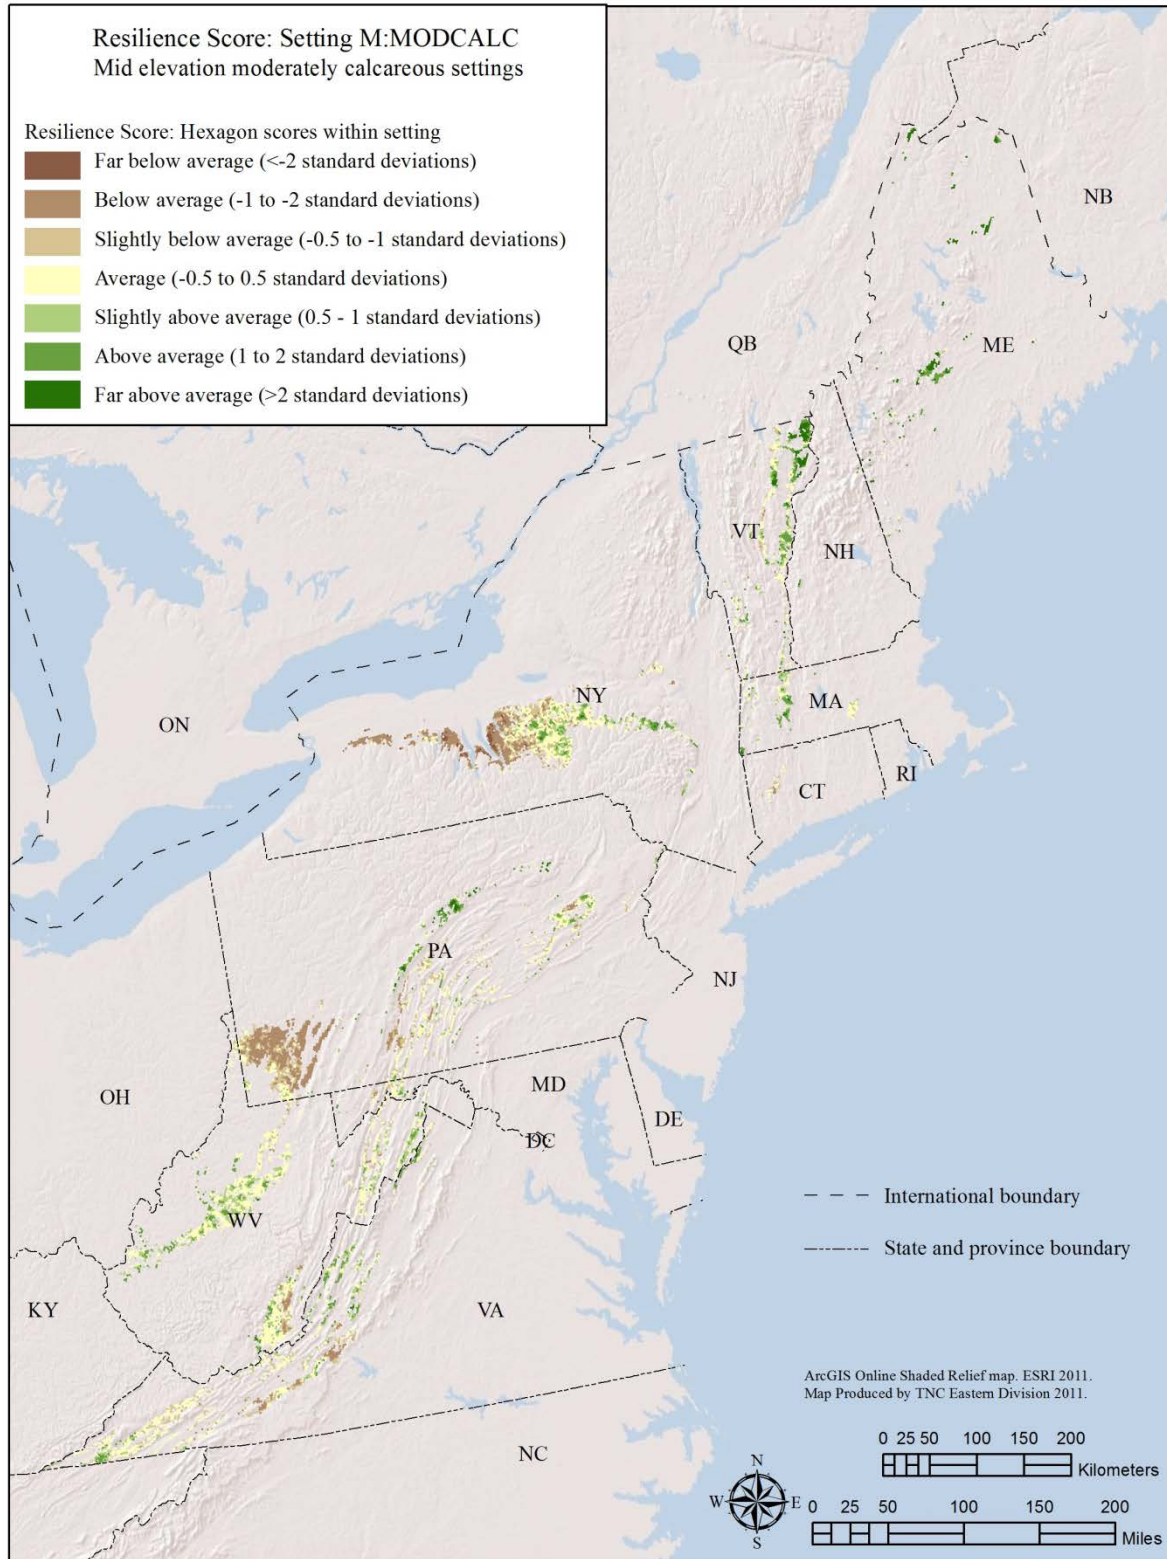 Resilience Score: Setting M:MODCALC
Mid elevation moderately calcareous settings
Resilience Score: Hexagon scores within setting
Far below average (<-2 standard deviations)
Below average (-1 to -2 standard deviations)
Slightly below average (-0.5 to -1 standard deviations)
Average (-0.5 to 0.5 standard deviations)
Slightly above average (0.5 - 1 standard deviations)
Above average (1 to 2 standard deviations)
Far above average (>2 standard deviations)
NB
QB
ME
VT
NH
NY
MA
ON
CT
RI
PA
NJ
OH
MD
DE
DC
WV
KY
VA
NC
International boundary
State and province boundary
ArcGIS Online Shaded Relief map. ESRI 2011.
Map Produced by TNC Eastern Division 2011.
0 25 50 100 150 200
Kilometers
N
W E
S
0 25 50 100 150 200
Miles